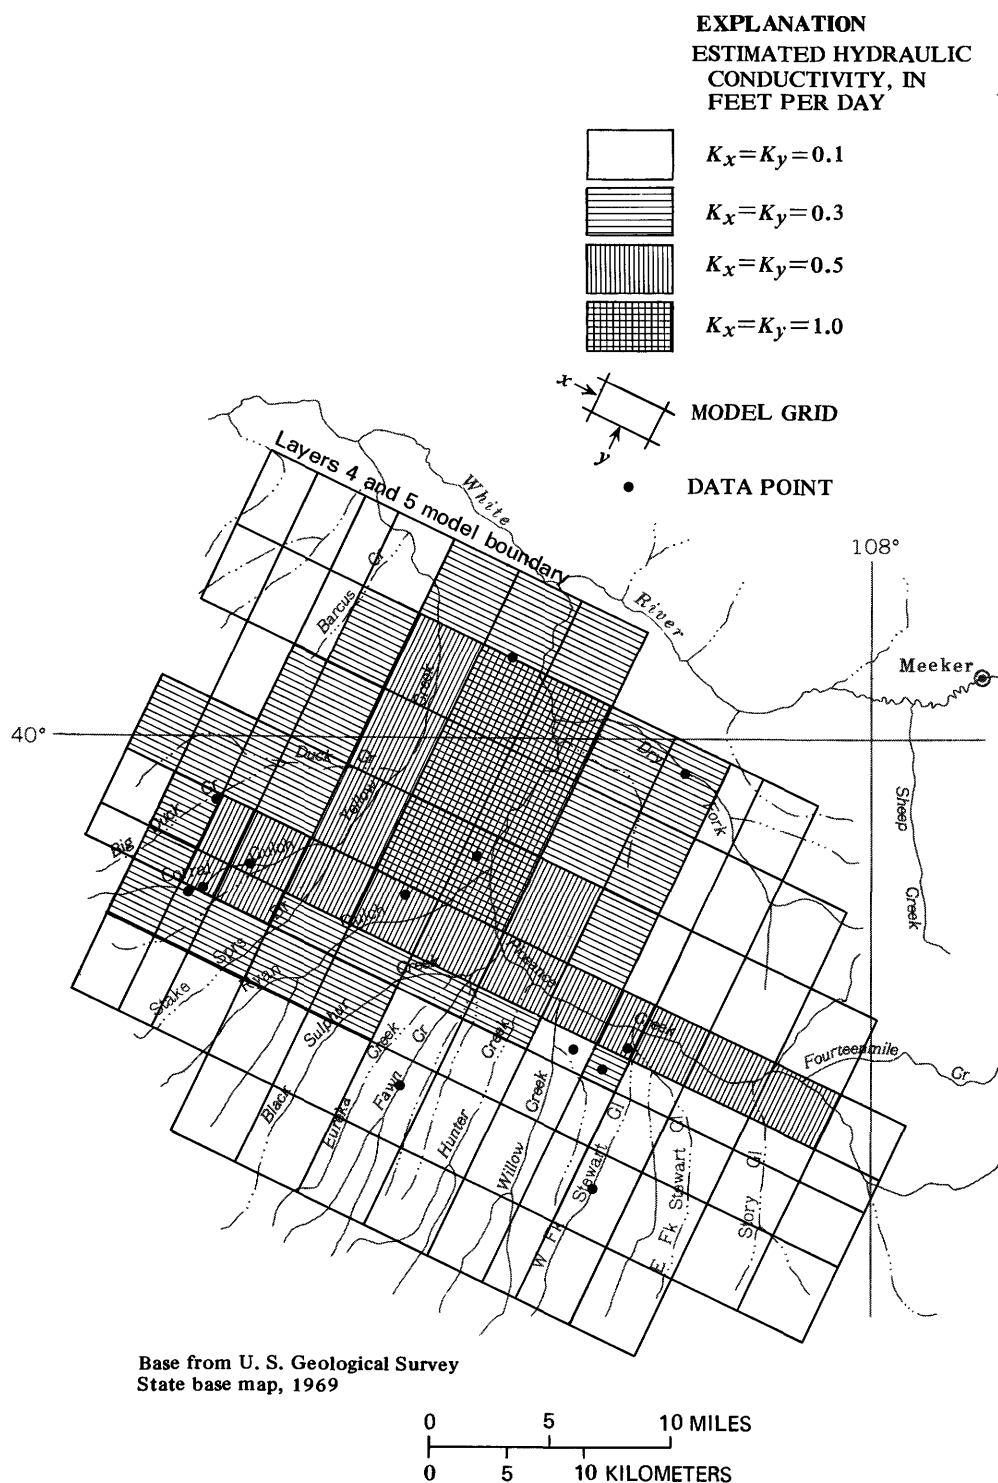 EXPLANATION
ESTIMATED HYDRAULIC
CONDUCTIVITY, IN
FEET PER DAY
Kx=Ky=0.1
Kx=Ky=0.3
Kx=Ky=0.5
Kx=Ky=1.0
x
y
MODEL GRID
DATA POINT
Layers 4 and 5 model boundary
White
River
108°
Meeker
40°
Barcus
Cr
Creek
Yellow
Duck
Cr
Dry
Fork
Sheep
Creek
Big
Duck
Cr
Corral
Gulch
Stake
Sprs
Dr
Ryan
Gulch
Piceance
Creek
Sulphur
Creek
Black
Eureka
Creek
Fawn
Cr
Hunter
Creek
Willow
Creek
W Fk
Stewart
Gl
E Fk Stewart Gl
Story
Gl
Fourteenmile
Cr
Base from U. S. Geological Survey
State base map, 1969
0 5 10 MILES
0 5 10 KILOMETERS